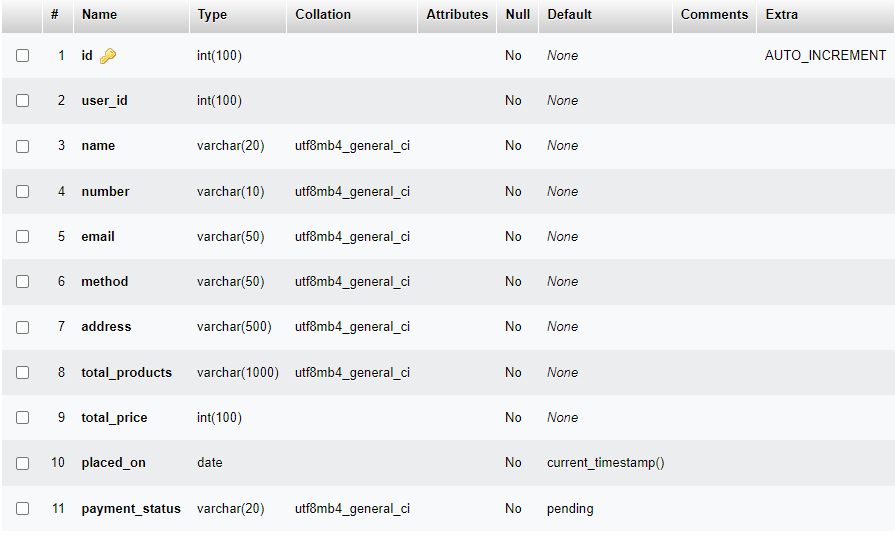 # Name Type Collation Attributes Null Default Comments Extra
1 id int(100) No None AUTO_INCREMENT
2 user_id int(100) No None
3 name varchar(20) utf8mb4_general_ci No None
4 number varchar(10) utf8mb4_general_ci No None
5 email varchar(50) utf8mb4_general_ci No None
6 method varchar(50) utf8mb4_general_ci No None
7 address varchar(500) utf8mb4_general_ci No None
8 total_products varchar(1000) utf8mb4_general_ci No None
9 total_price int(100) No None
10 placed_on date No current_timestamp()
11 payment_status varchar(20) utf8mb4_general_ci No pending